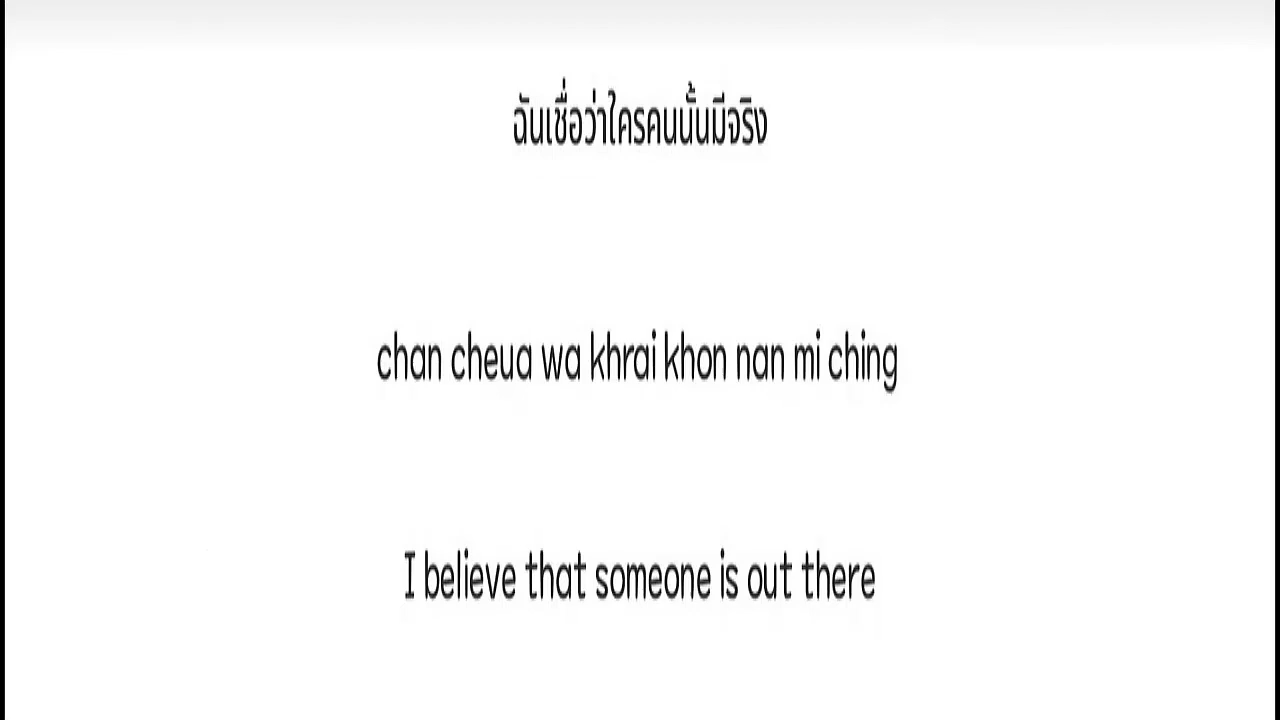 ฉันเชื่อว่าใครคนนั้นมีจริง
chan cheua wa khrai khon nan mi ching
I believe that someone is out there